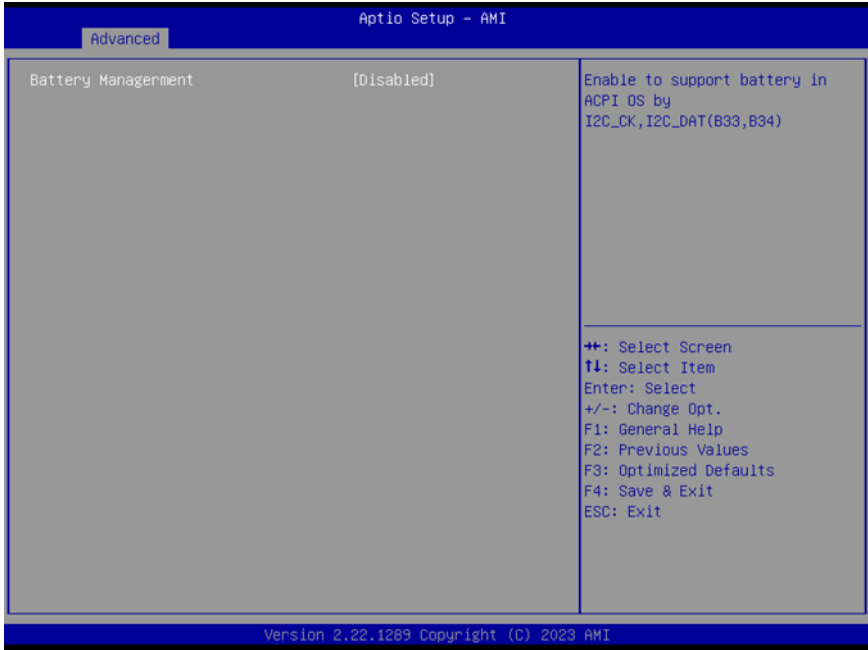 Aptio Setup - AMI
Advanced
Battery Managerment [Disabled]
Enable to support battery in
ACPI OS by
I2C_CK,I2C_DAT(B33,B34)
→←: Select Screen
↑↓: Select Item
Enter: Select
+/-: Change Opt.
F1: General Help
F2: Previous Values
F3: Optimized Defaults
F4: Save & Exit
ESC: Exit
Version 2.22.1289 Copyright (C) 2023 AMI